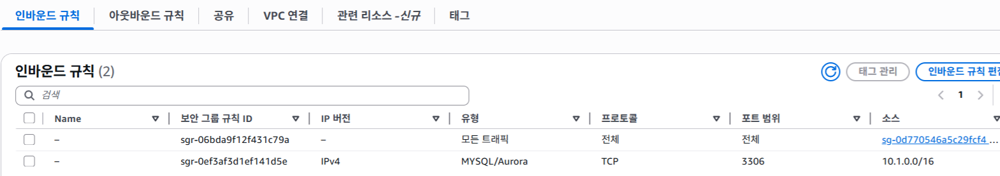 인바운드 규칙 아웃바운드 규칙 공유 VPC 연결 관련 리소스 -신규 태그
인바운드 규칙 (2) 태그 관리 인바운드 규칙
검색 1
Name 보안 그룹 규칙 ID IP 버전 유형 프로토콜 포트 범위 소스
– sgr-06bda9f12f431c79a – 모든 트래픽 전체 전체 sg-0d770546a5c29fcf4 ...
– sgr-0ef3af3d1ef141d5e IPv4 MYSQL/Aurora TCP 3306 10.1.0.0/16